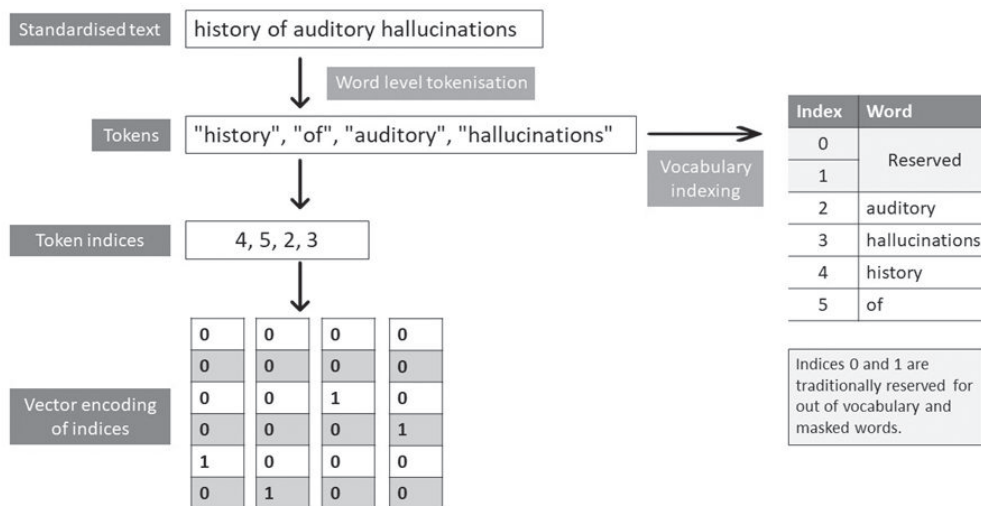 Standardised text
history of auditory hallucinations
Word level tokenisation
Tokens
"history", "of", "auditory", "hallucinations"
Vocabulary
indexing
Index Word
0
Reserved
1
2 auditory
3 hallucinations
4 history
5 of
Token indices
4, 5, 2, 3
Indices 0 and 1 are
traditionally reserved for
out of vocabulary and
masked words.
Vector encoding
of indices
0 0 0 0
0 0 0 0
0 0 1 0
0 0 0 1
1 0 0 0
0 1 0 0